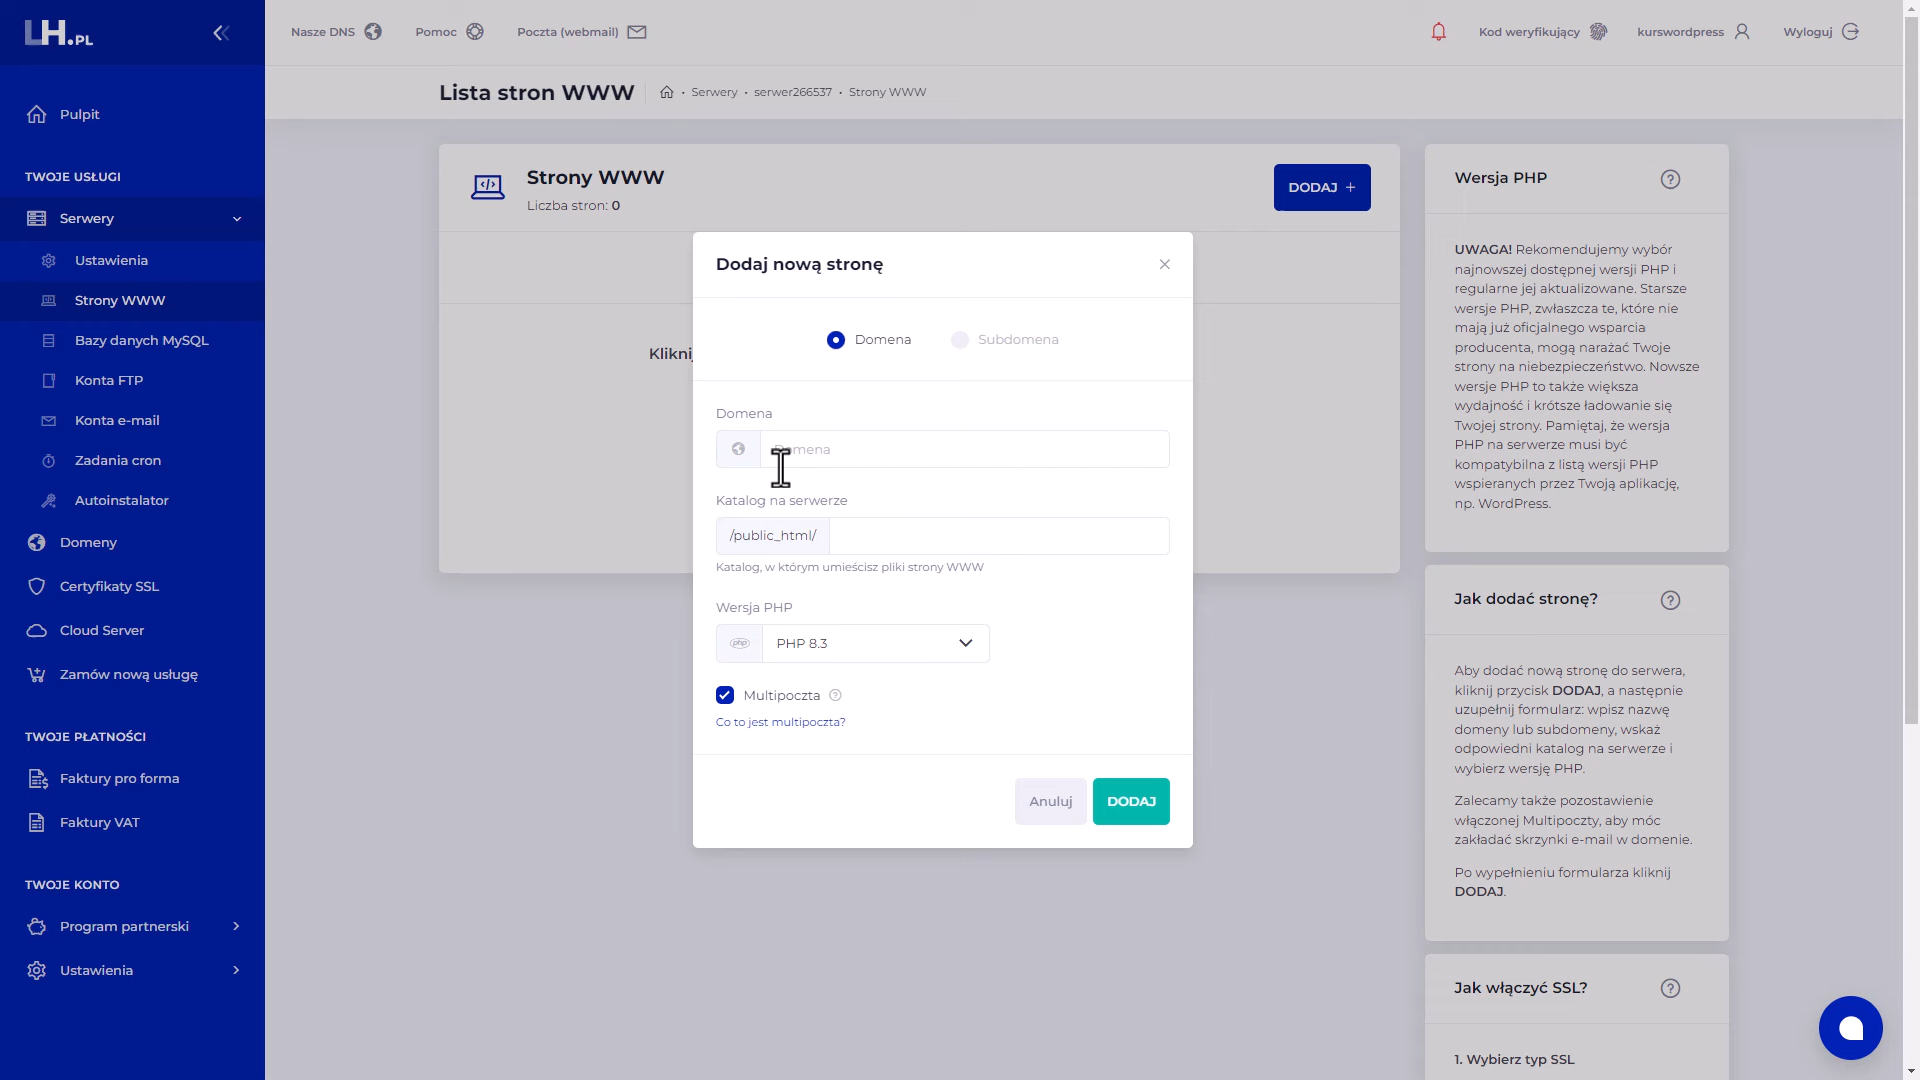 LH.PL
Nasze DNS
Pomoc
Poczta (webmail)
Kod weryfikujący
kurswordpress
Wyloguj
Lista stron WWW
Serwery • serwer266537 • Strony WWW
Pulpit
TWOJE USŁUGI
Serwery
Ustawienia
Strony WWW
Bazy danych MySQL
Konta FTP
Konta e-mail
Zadania cron
Autoinstalator
Domeny
Certyfikaty SSL
Cloud Server
Zamów nową usługę
TWOJE PŁATNOŚCI
Faktury pro forma
Faktury VAT
TWOJE KONTO
Program partnerski
Ustawienia
Strony WWW
Liczba stron: 0
DODAJ +
Kliknij
Dodaj nową stronę
Domena
Subdomena
Domena
Domena
Katalog na serwerze
/public_html/
Katalog, w którym umieścisz pliki strony WWW
Wersja PHP
php
PHP 8.3
Multipoczta
Co to jest multipoczta?
Anuluj
DODAJ
Wersja PHP
UWAGA! Rekomendujemy wybór
najnowszej dostępnej wersji PHP i
regularne jej aktualizowane. Starsze
wersje PHP, zwłaszcza te, które nie
mają już oficjalnego wsparcia
producenta, mogą narażać Twoje
strony na niebezpieczeństwo. Nowsze
wersje PHP to także większa
wydajność i krótsze ładowanie się
Twojej strony. Pamiętaj, że wersja
PHP na serwerze musi być
kompatybilna z listą wersji PHP
wspieranych przez Twoją aplikację,
np. WordPress.
Jak dodać stronę?
Aby dodać nową stronę do serwera,
kliknij przycisk DODAJ, a następnie
uzupełnij formularz: wpisz nazwę
domeny lub subdomeny, wskaż
odpowiedni katalog na serwerze i
wybierz wersję PHP.
Zalecamy także pozostawienie
włączonej Multipoczty, aby móc
zakładać skrzynki e-mail w domenie.
Po wypełnieniu formularza kliknij
DODAJ.
Jak włączyć SSL?
1. Wybierz typ SSL